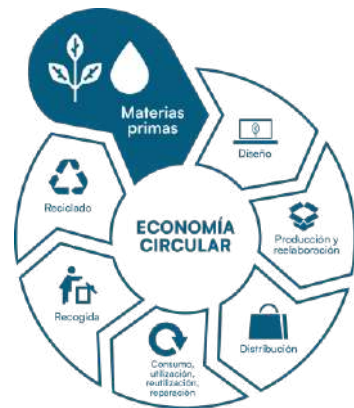 Materias
primas
Diseño
Producción y
reelaboración
Distribución
Consumo,
utilización,
reutilización,
reparación
Recogida
Reciclado
ECONOMÍA
CIRCULAR